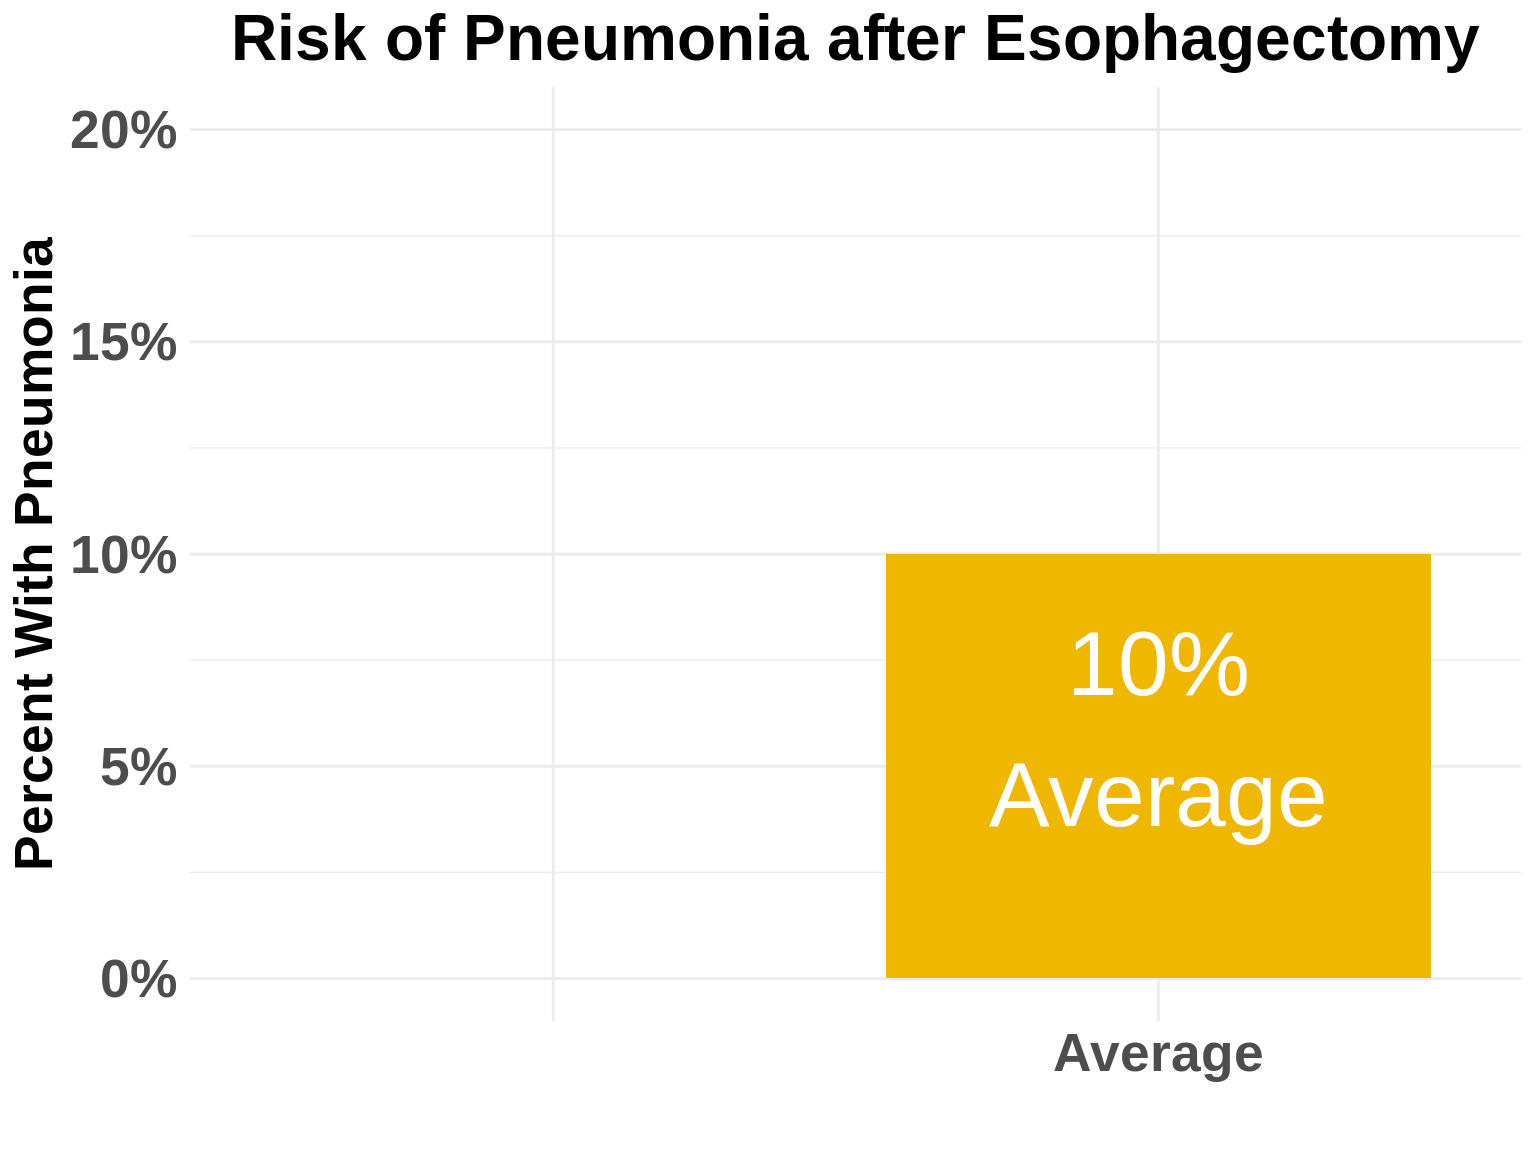 Risk of Pneumonia after Esophagectomy
Percent With Pneumonia
20%
15%
10%
5%
0%
10%
Average
Average